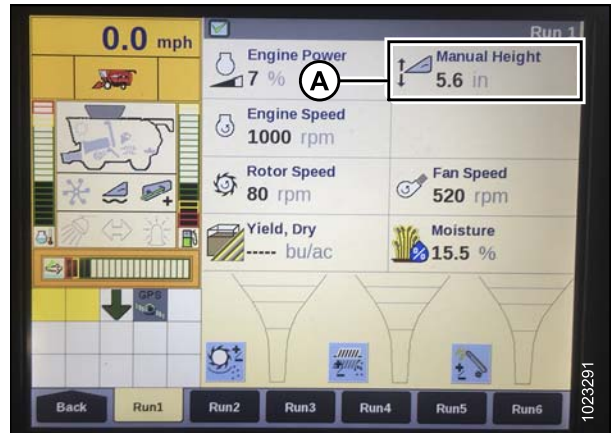 0.0 mph
Run 1
Engine Power
7 %
A
Manual Height
5.6 in
Engine Speed
1000 rpm
Rotor Speed
80 rpm
Fan Speed
520 rpm
Yield, Dry
----- bu/ac
Moisture
15.5 %
GPS
Back
Run1
Run2
Run3
Run4
Run5
Run6
1023291